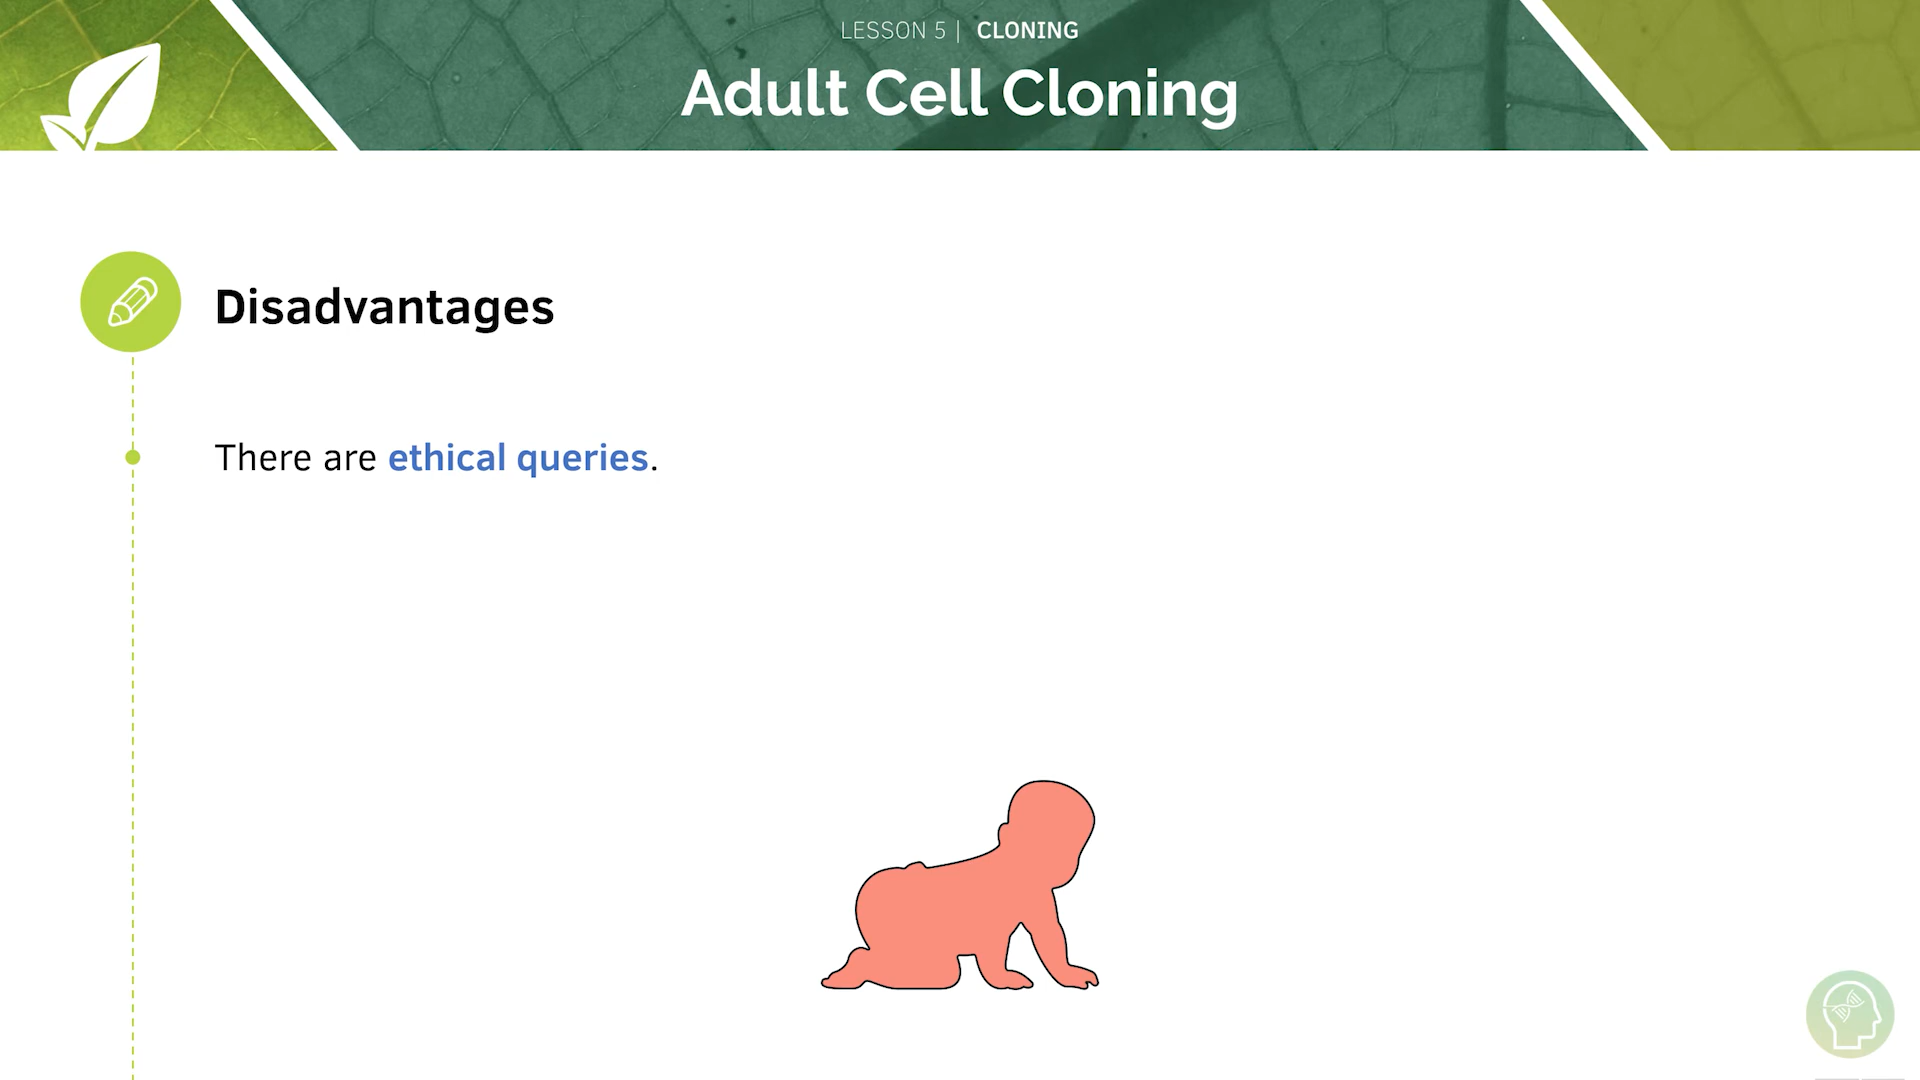 LESSON 5 | CLONING
Adult Cell Cloning
Disadvantages
There are ethical queries.